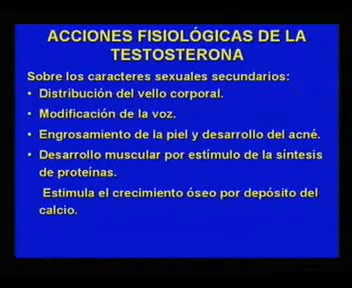 ACCIONES FISIOLÓGICAS DE LA
TESTOSTERONA
Sobre los caracteres sexuales secundarios:
• Distribución del vello corporal.
• Modificación de la voz.
• Engrosamiento de la piel y desarrollo del acné.
• Desarrollo muscular por estímulo de la síntesis
de proteínas.
Estimula el crecimiento óseo por depósito del
calcio.